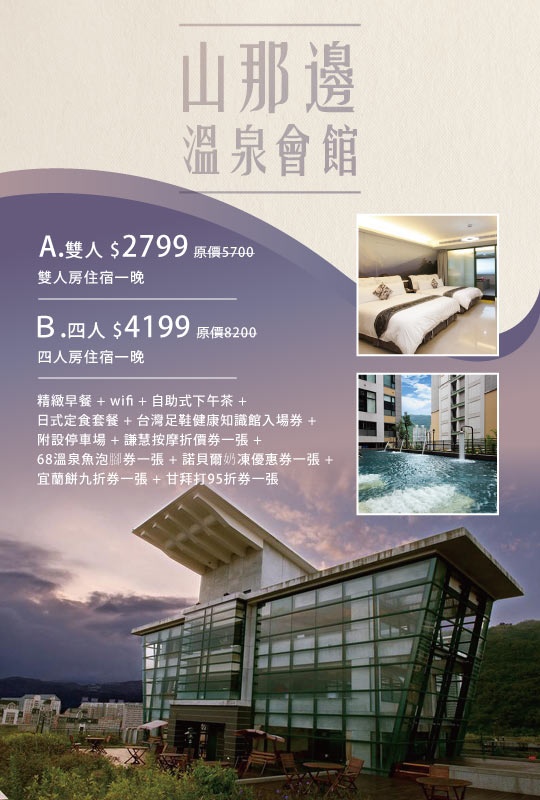 山那邊
溫泉會館
A.雙人 $2799 原價5700
雙人房住宿一晚
B.四人 $4199 原價8200
四人房住宿一晚
精緻早餐 + wifi + 自助式下午茶 +
日式定食套餐 + 台灣足鞋健康知識館入場券 +
附設停車場 + 謙慧按摩折價券一張 +
68溫泉魚泡腳券一張 + 諾貝爾奶凍優惠券一張 +
宜蘭餅九折券一張 + 甘拜打95折券一張